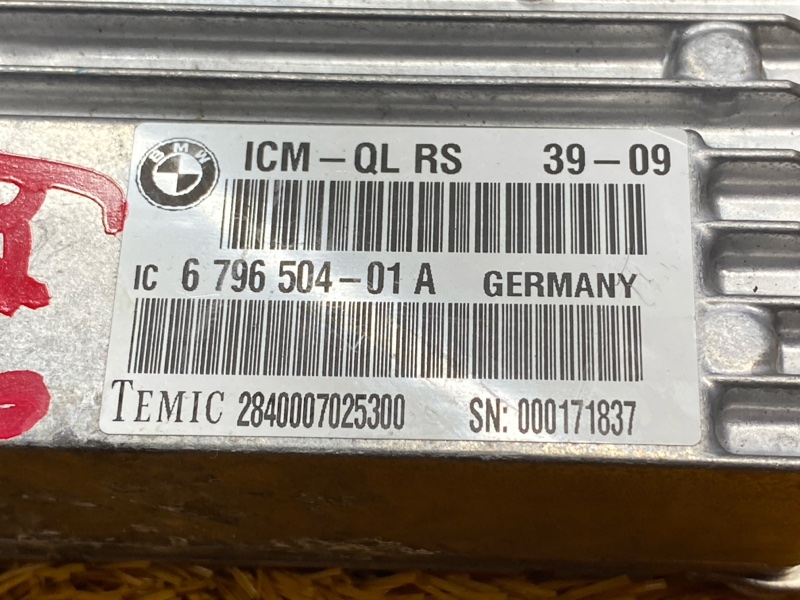 BMW
ICM-QL RS 39-09
IC 6 796 504-01 A GERMANY
TEMIC 2840007025300 SN: 000171837